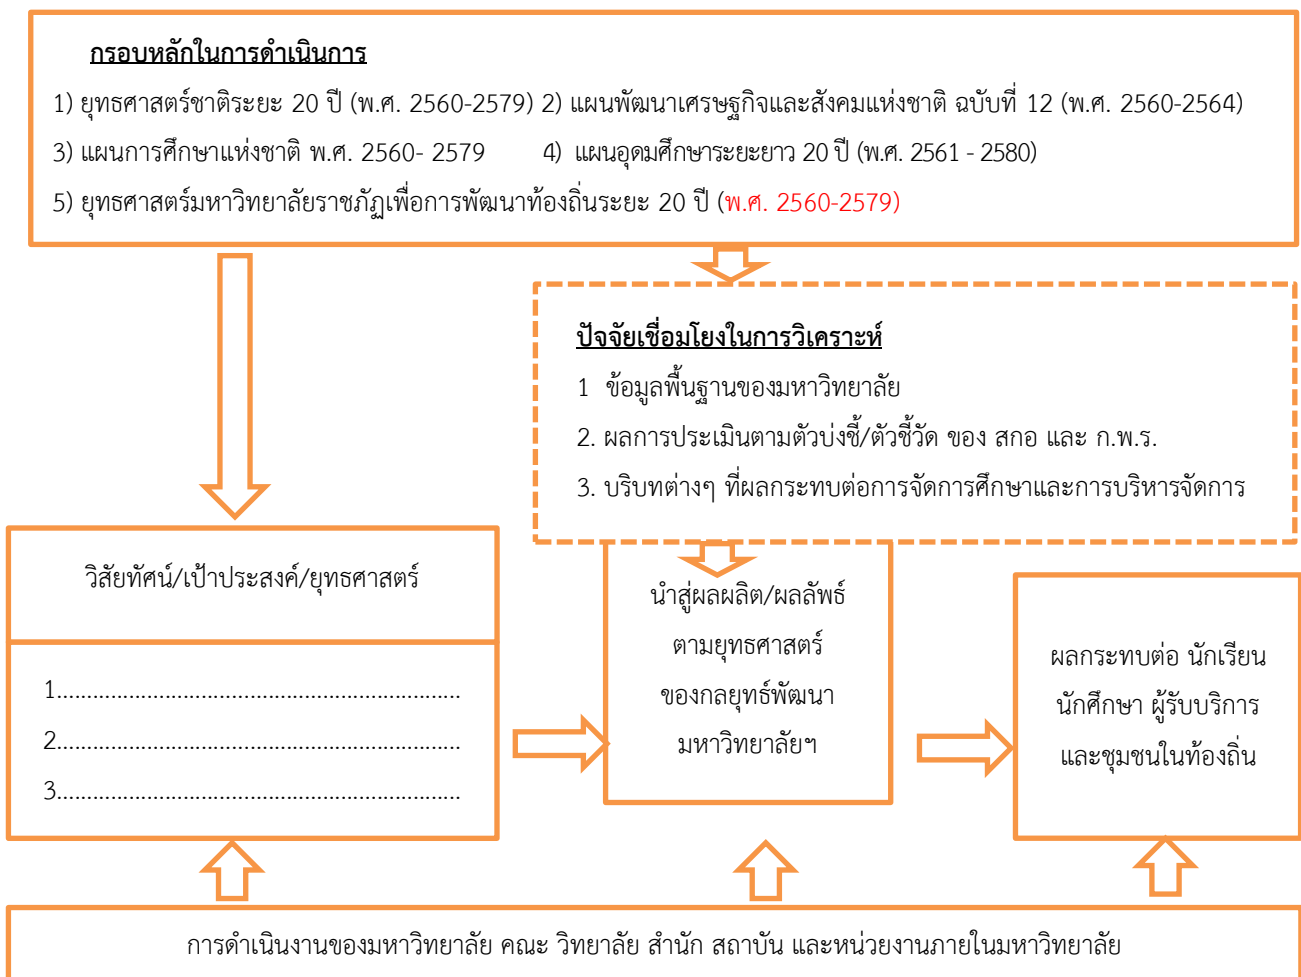 กรอบหลักในการดำเนินการ
1) ยุทธศาสตร์ชาติระยะ 20 ปี (พ.ศ. 2560-2579) 2) แผนพัฒนาเศรษฐกิจและสังคมแห่งชาติ ฉบับที่ 12 (พ.ศ. 2560-2564)
3) แผนการศึกษาแห่งชาติ พ.ศ. 2560- 2579 4) แผนอุดมศึกษาระยะยาว 20 ปี (พ.ศ. 2561 - 2580)
5) ยุทธศาสตร์มหาวิทยาลัยราชภัฏเพื่อการพัฒนาท้องถิ่นระยะ 20 ปี (พ.ศ. 2560-2579)
ปัจจัยเชื่อมโยงในการวิเคราะห์
1 ข้อมูลพื้นฐานของมหาวิทยาลัย
2. ผลการประเมินตามตัวบ่งชี้/ตัวชี้วัด ของ สกอ และ ก.พ.ร.
3. บริบทต่างๆ ที่ผลกระทบต่อการจัดการศึกษาและการบริหารจัดการ
วิสัยทัศน์/เป้าประสงค์/ยุทธศาสตร์
1....................................................................
2....................................................................
3....................................................................
นำสู่ผลผลิต/ผลลัพธ์
ตามยุทธศาสตร์
ของกลยุทธ์พัฒนา
มหาวิทยาลัยฯ
ผลกระทบต่อ นักเรียน
นักศึกษา ผู้รับบริการ
และชุมชนในท้องถิ่น
การดำเนินงานของมหาวิทยาลัย คณะ วิทยาลัย สำนัก สถาบัน และหน่วยงานภายในมหาวิทยาลัย